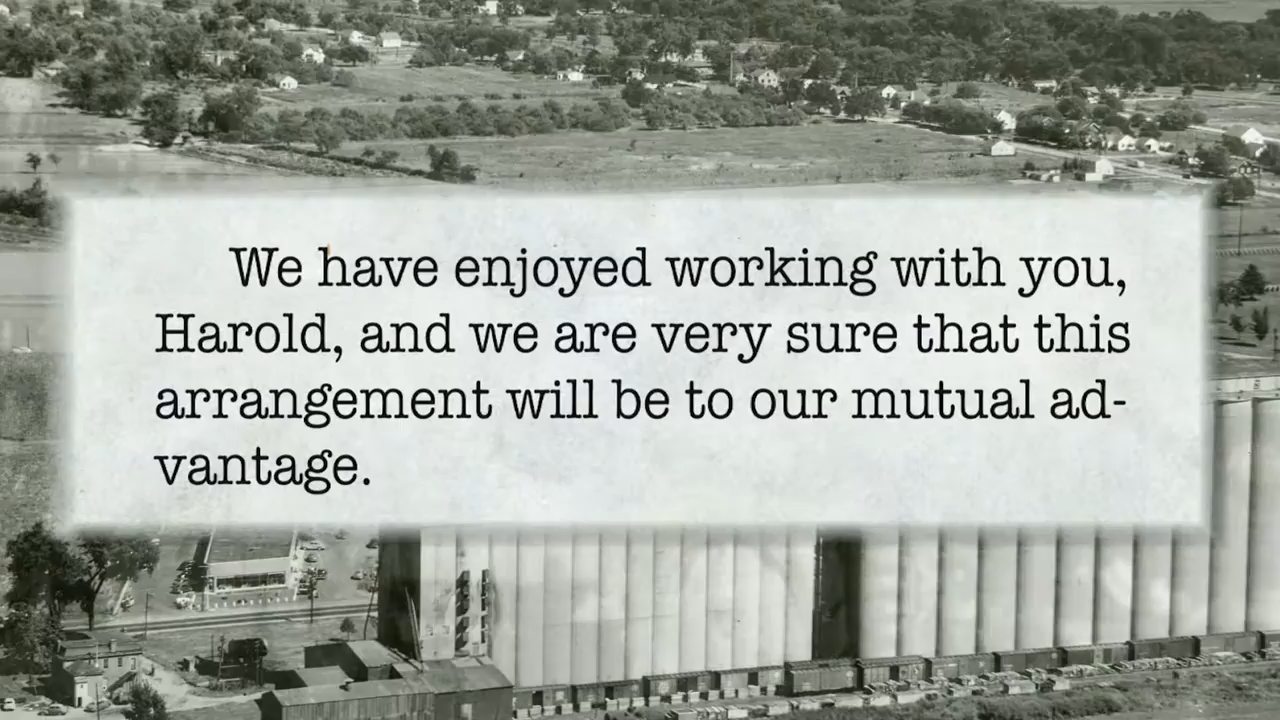 We have enjoyed working with you,
Harold, and we are very sure that this
arrangement will be to our mutual ad-
vantage.